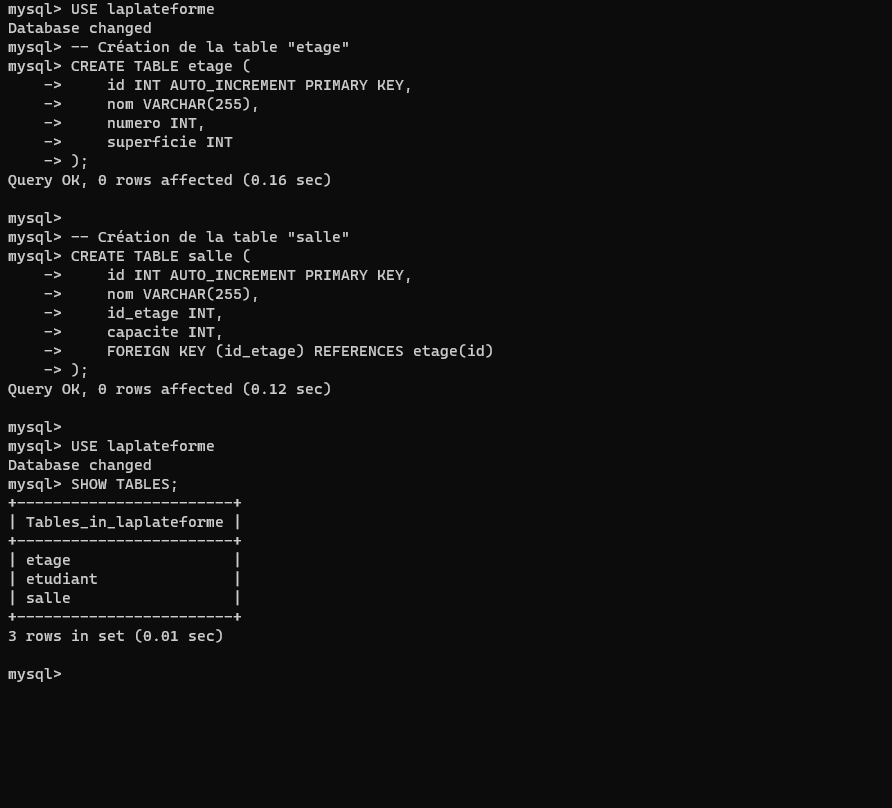 mysql> USE laplateforme
Database changed
mysql> -- Création de la table "etage"
mysql> CREATE TABLE etage (
    ->     id INT AUTO_INCREMENT PRIMARY KEY,
    ->     nom VARCHAR(255),
    ->     numero INT,
    ->     superficie INT
    -> );
Query OK, 0 rows affected (0.16 sec)

mysql>
mysql> -- Création de la table "salle"
mysql> CREATE TABLE salle (
    ->     id INT AUTO_INCREMENT PRIMARY KEY,
    ->     nom VARCHAR(255),
    ->     id_etage INT,
    ->     capacite INT,
    ->     FOREIGN KEY (id_etage) REFERENCES etage(id)
    -> );
Query OK, 0 rows affected (0.12 sec)

mysql>
mysql> USE laplateforme
Database changed
mysql> SHOW TABLES;
+------------------------+
| Tables_in_laplateforme |
+------------------------+
| etage                  |
| etudiant               |
| salle                  |
+------------------------+
3 rows in set (0.01 sec)

mysql>